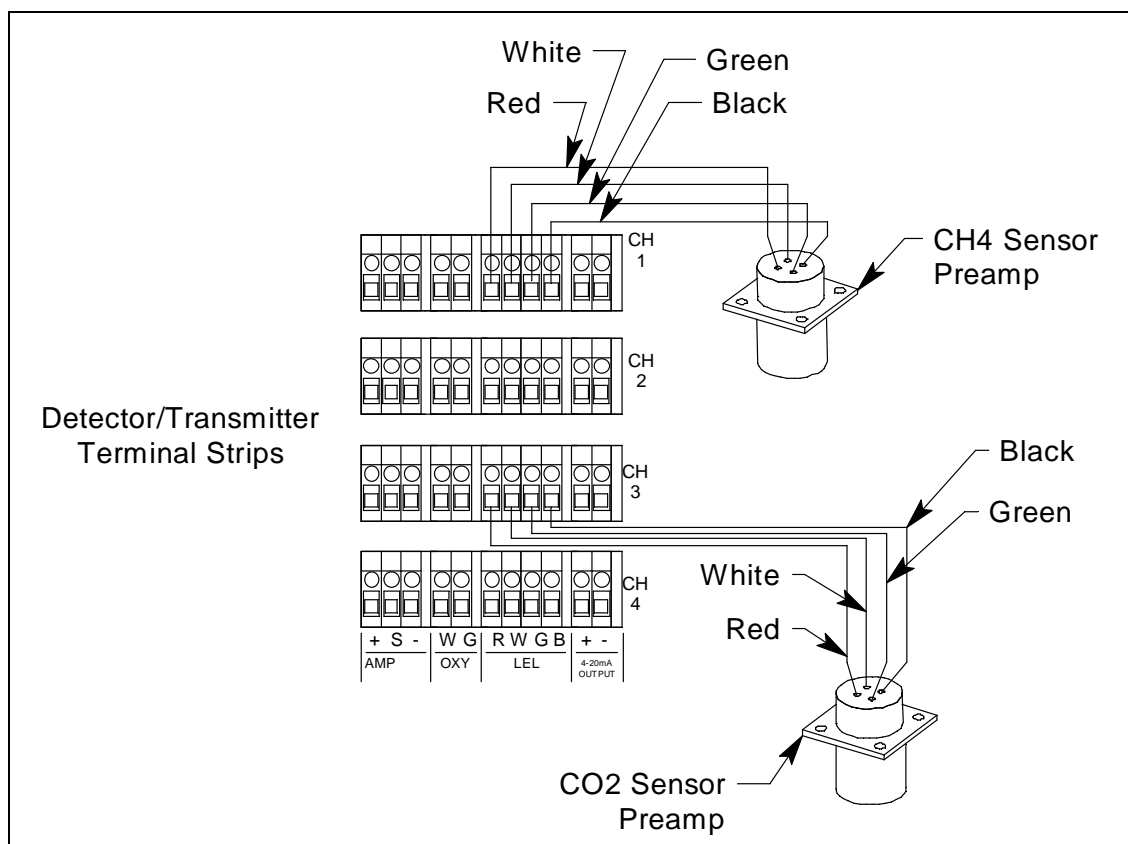 White
Green
Red
Black
CH
1
CH4 Sensor
Preamp
CH
2
Detector/Transmitter
Terminal Strips
CH
3
Black
Green
CH
4
White
Red
+ S - W G R W G B + -
AMP OXY LEL 4-20mA
OUTPUT
CO2 Sensor
Preamp